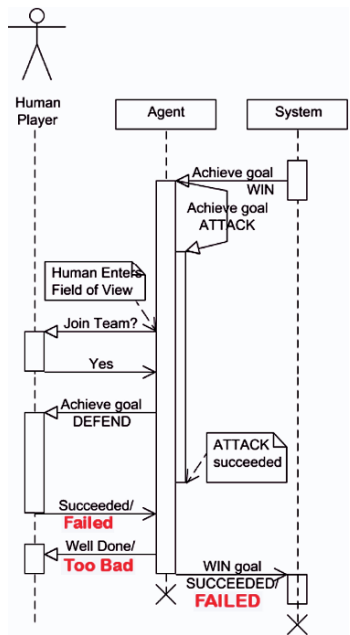 Human
Player
Agent
System
Achieve goal
WIN
Achieve goal
ATTACK
Human Enters
Field of View
Join Team?
Yes
Achieve goal
DEFEND
ATTACK
succeeded
Succeeded/
Failed
Well Done/
Too Bad
WIN goal
SUCCEEDED/
FAILED